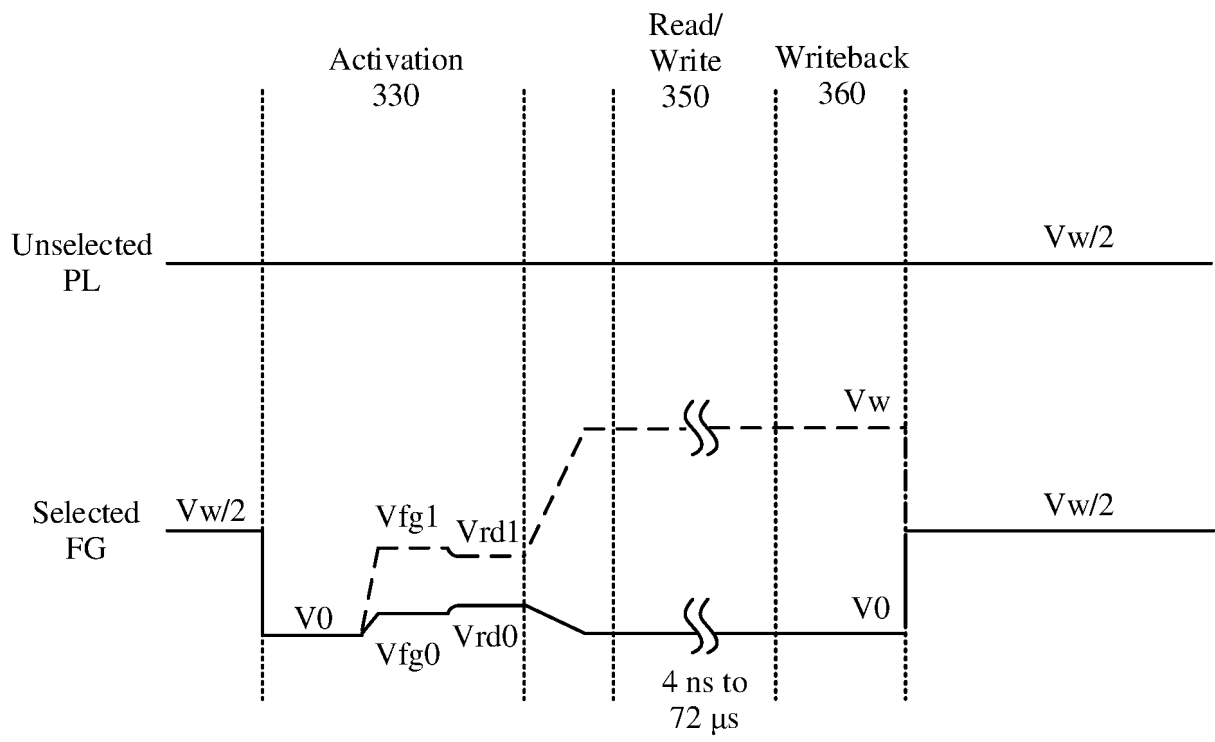 Activation
330
Read/
Write
350
Writeback
360
Unselected
PL
Vw/2
Vw
Selected
FG
Vw/2
Vfg1
Vrd1
Vw/2
V0
Vfg0
Vrd0
V0
4 ns to
72 μs